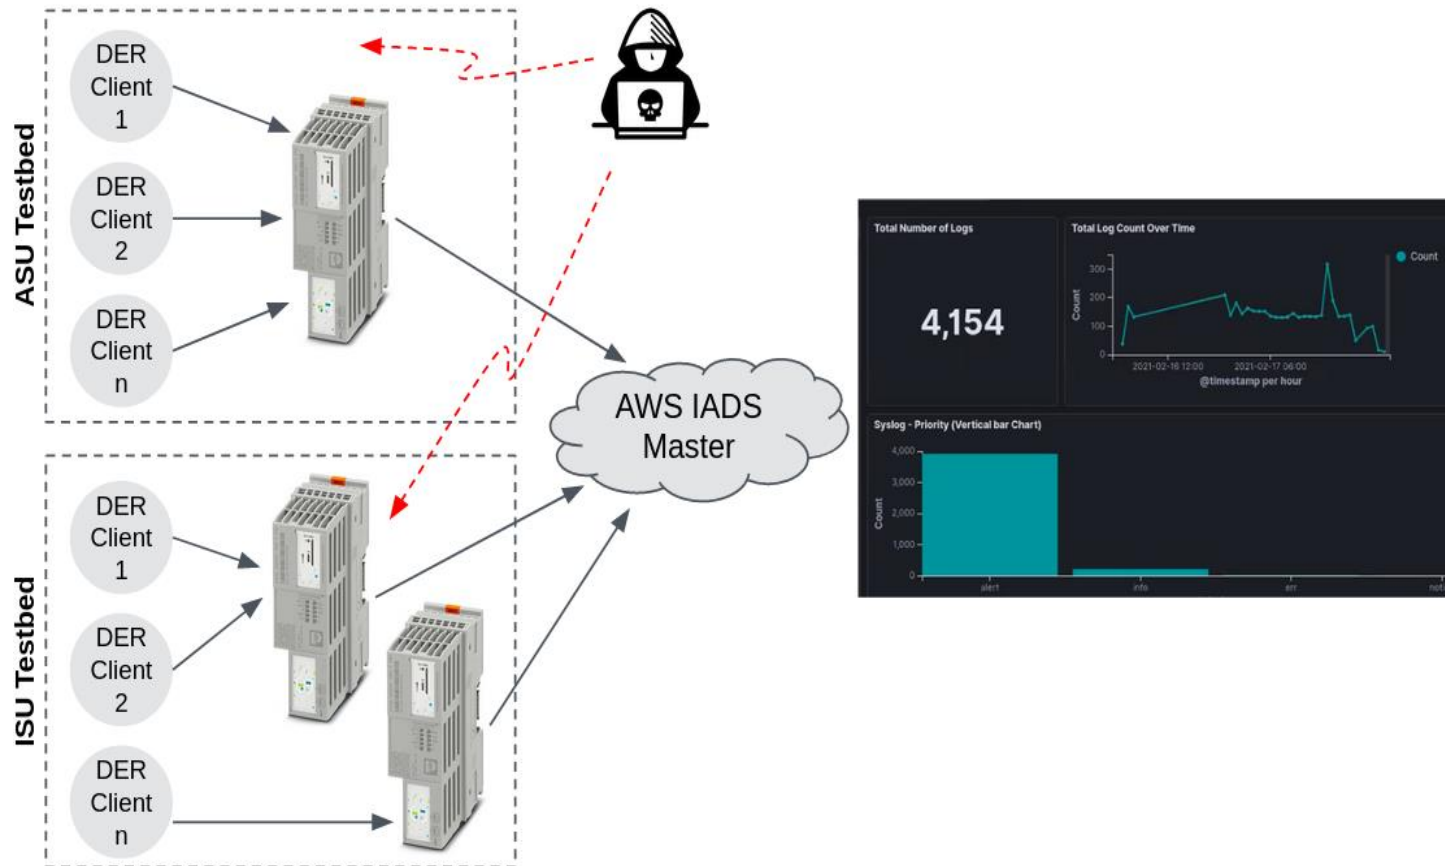 ASU Testbed
DER
Client
1
DER
Client
2
DER
Client
n
ISU Testbed
DER
Client
1
DER
Client
2
DER
Client
n
AWS IADS
Master
Total Number of Logs
4,154
Total Log Count Over Time
Count
300
200
100
0
Count
2021-02-16 12:00
2021-02-17 06:00
@timestamp per hour
Syslog - Priority (Vertical bar Chart)
4,000
3,000
2,000
1,000
0
Count
alert
info
err
noti